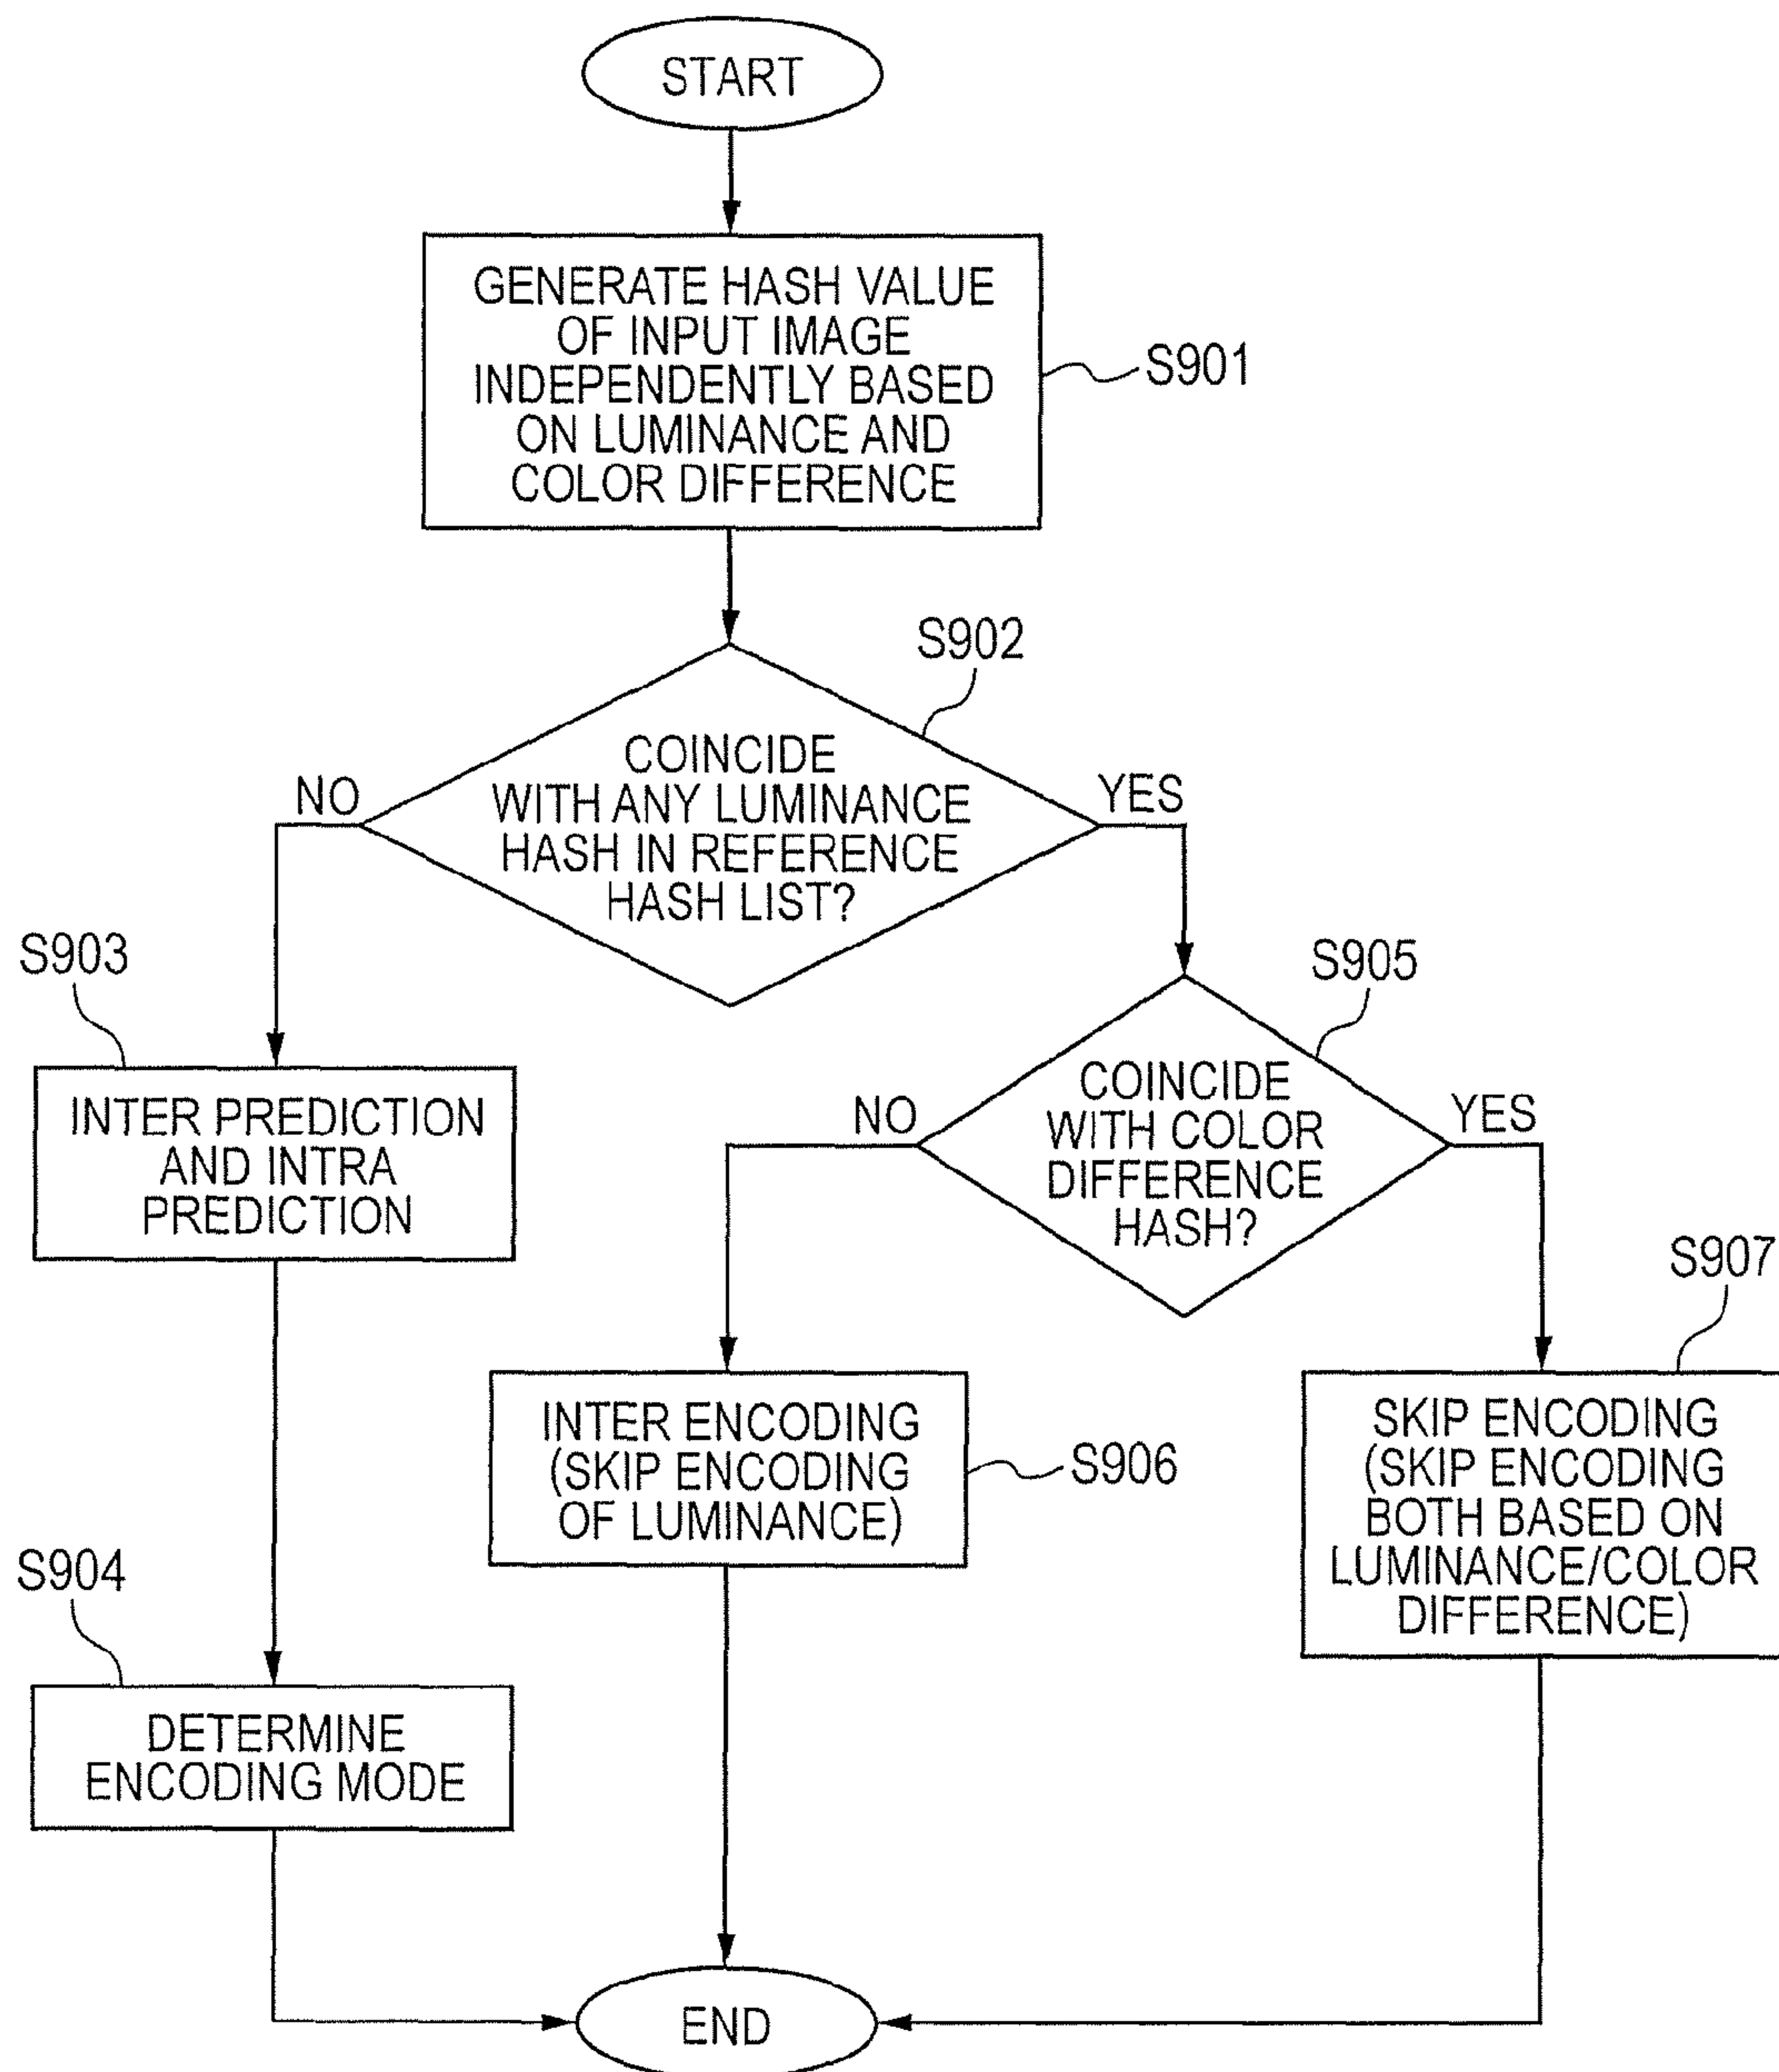 START
GENERATE HASH VALUE
OF INPUT IMAGE
INDEPENDENTLY BASED
ON LUMINANCE AND
COLOR DIFFERENCE
S901
S902
COINCIDE
WITH ANY LUMINANCE
HASH IN REFERENCE
HASH LIST?
NO
YES
S903
INTER PREDICTION
AND INTRA
PREDICTION
S904
DETERMINE
ENCODING MODE
S905
COINCIDE
WITH COLOR
DIFFERENCE
HASH?
NO
YES
INTER ENCODING
(SKIP ENCODING
OF LUMINANCE)
S906
S907
SKIP ENCODING
(SKIP ENCODING
BOTH BASED ON
LUMINANCE/COLOR
DIFFERENCE)
END